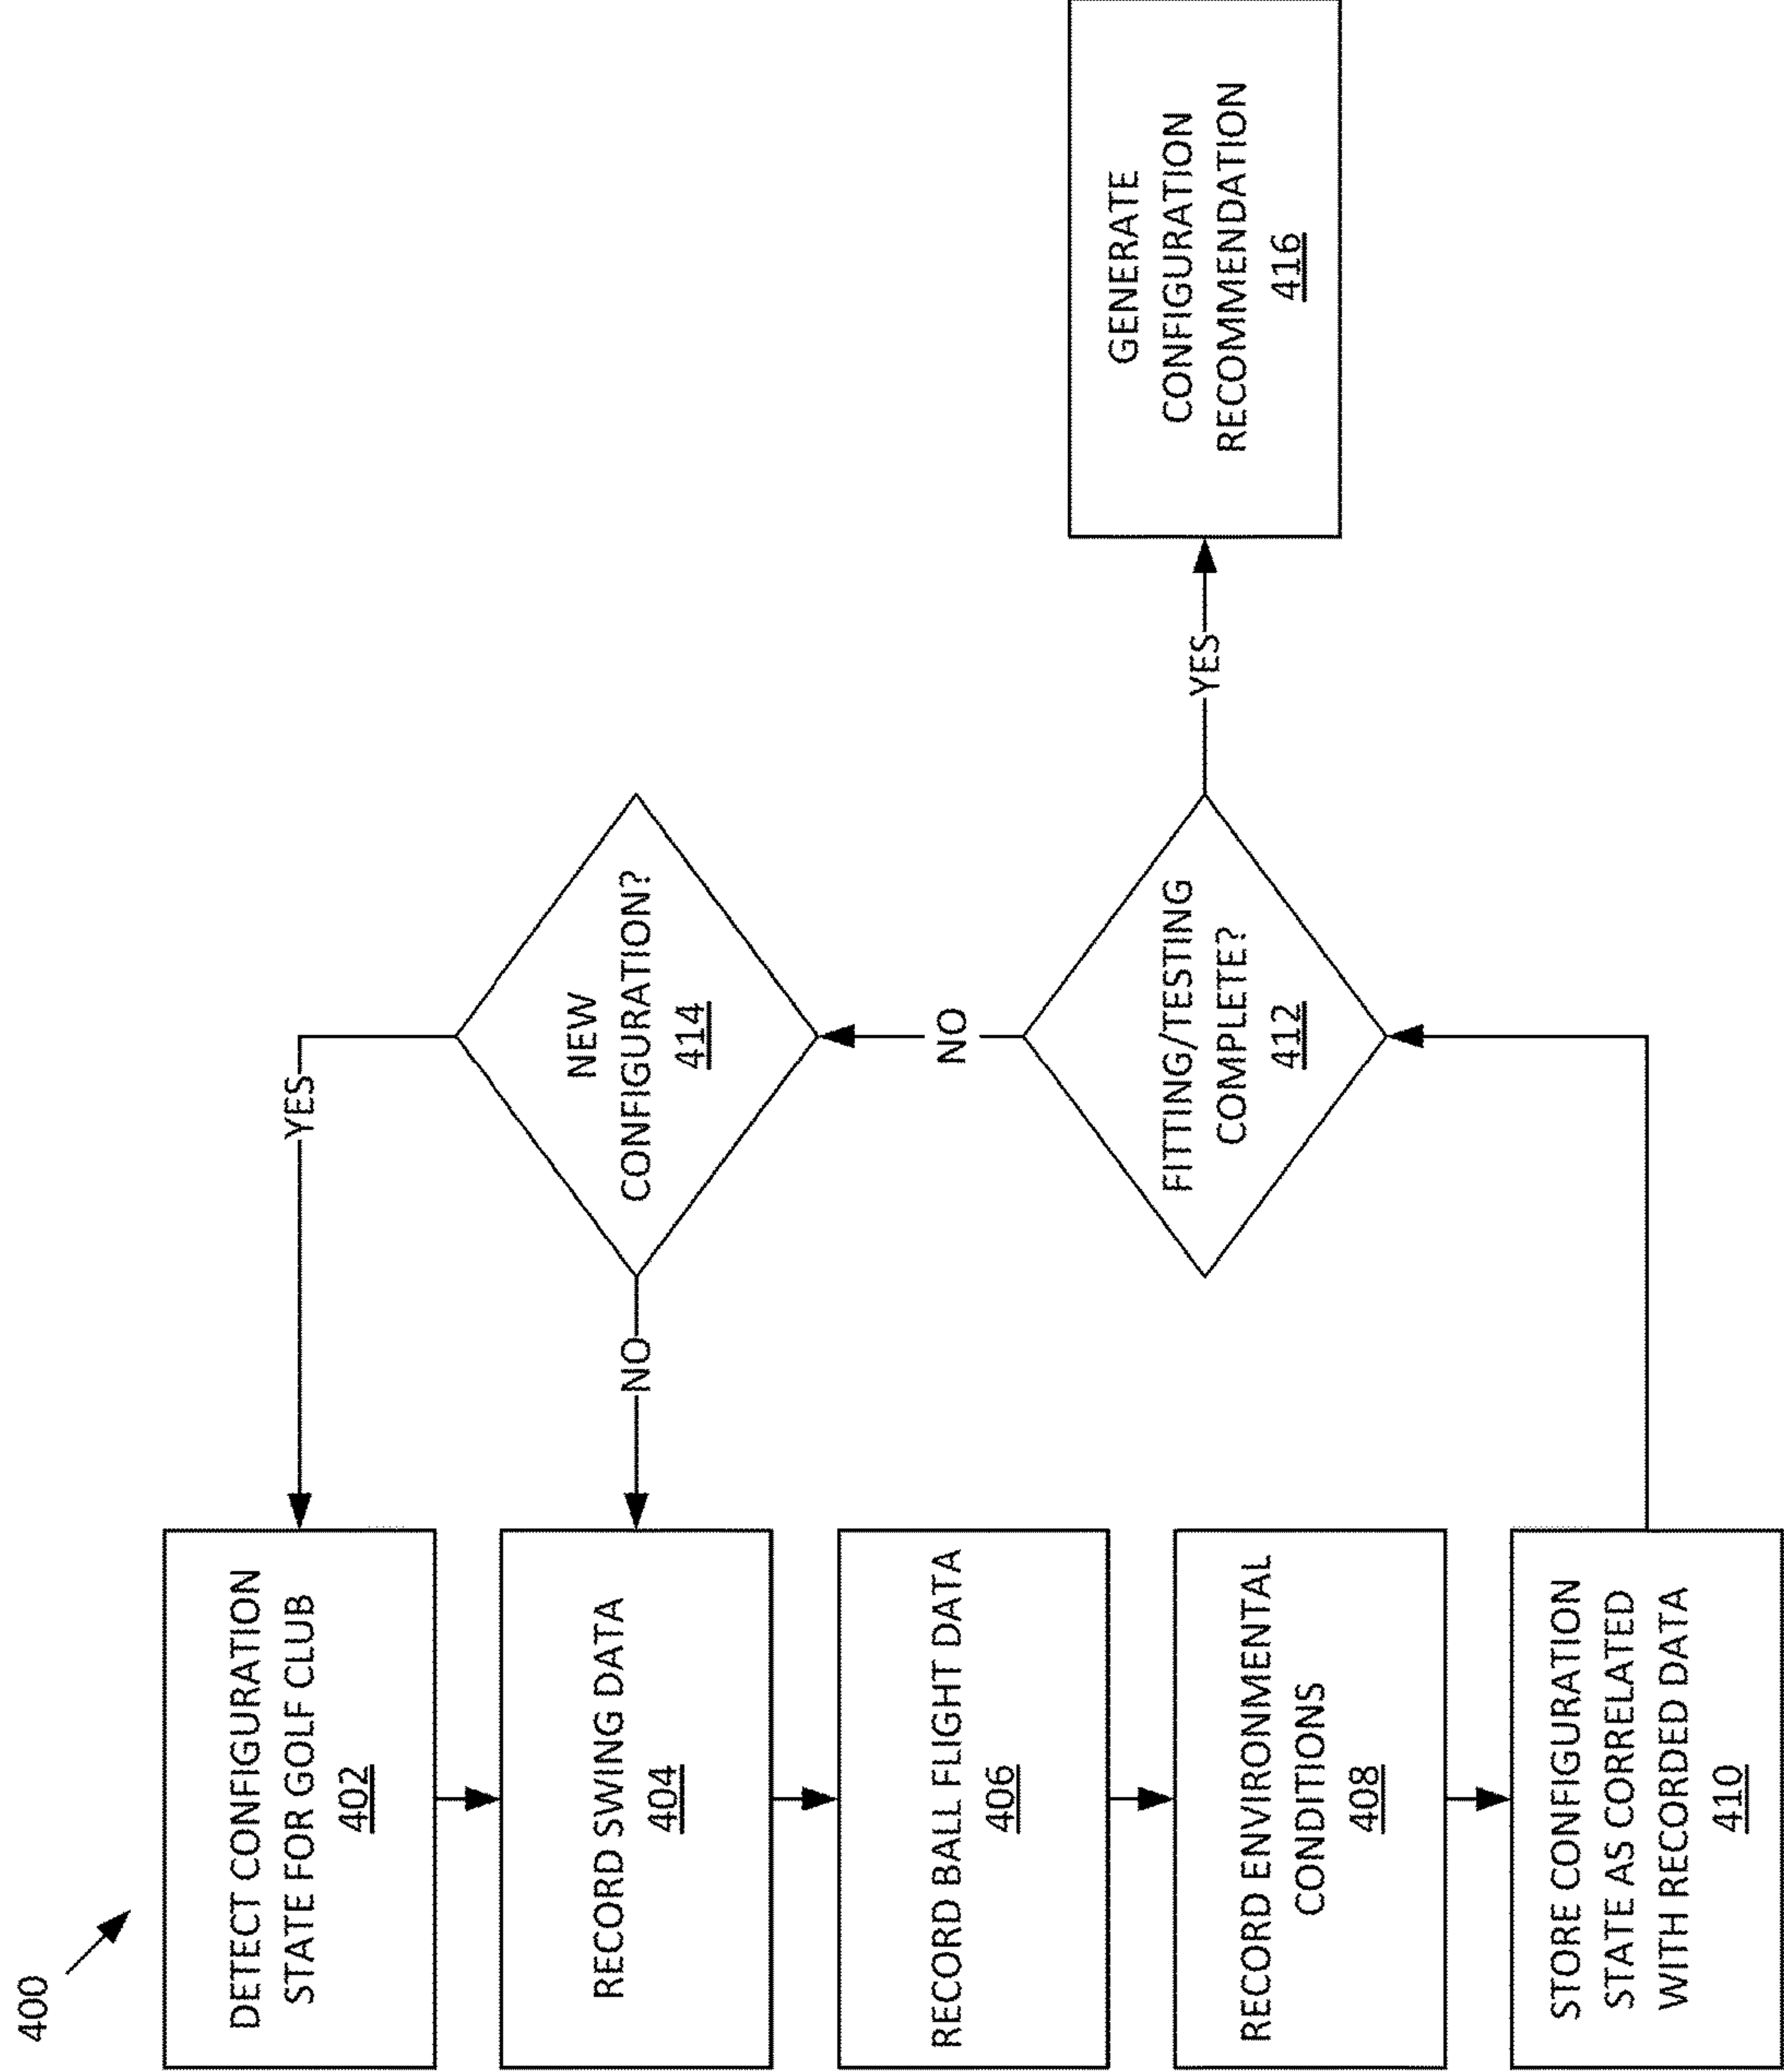 400
DETECT CONFIGURATION
STATE FOR GOLF CLUB
402
RECORD SWING DATA
404
RECORD BALL FLIGHT DATA
406
RECORD ENVIRONMENTAL
CONDITIONS
408
STORE CONFIGURATION
STATE AS CORRELATED
WITH RECORDED DATA
410
YES
NO
NEW
CONFIGURATION?
414
NO
FITTING/TESTING
COMPLETE?
412
YES
GENERATE
CONFIGURATION
RECOMMENDATION
416